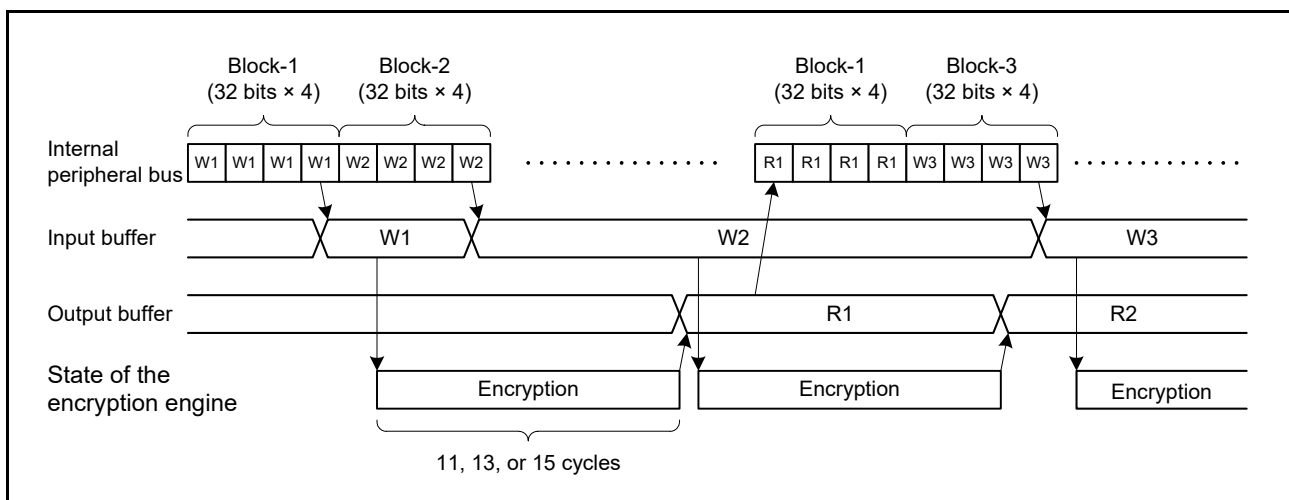 Block-1
(32 bits × 4)
Block-2
(32 bits × 4)
Block-1
(32 bits × 4)
Block-3
(32 bits × 4)
Internal
peripheral bus
W1 W1 W1 W1 W2 W2 W2 W2
R1 R1 R1 R1 W3 W3 W3 W3
Input buffer
W1
W2
W3
Output buffer
R1
R2
State of the
encryption engine
Encryption
Encryption
Encryption
11, 13, or 15 cycles